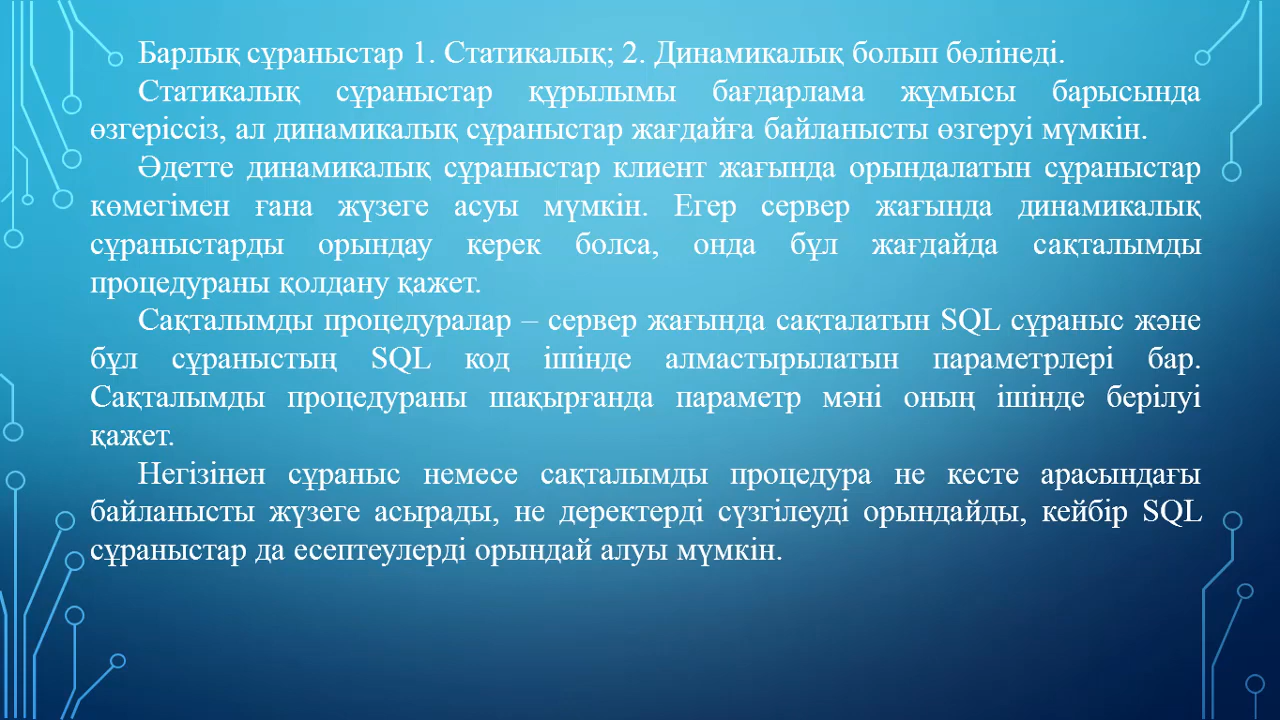 Барлық сұраныстар 1. Статикалық; 2. Динамикалық болып бөлінеді.
Статикалық сұраныстар құрылымы бағдарлама жұмысы барысында
өзгеріссіз, ал динамикалық сұраныстар жағдайға байланысты өзгеруі мүмкін.
Әдетте динамикалық сұраныстар клиент жағында орындалатын сұраныстар
көмегімен ғана жүзеге асуы мүмкін. Егер сервер жағында динамикалық
сұраныстарды орындау керек болса, онда бұл жағдайда сақталымды
процедураны қолдану қажет.
Сақталымды процедуралар – сервер жағында сақталатын SQL сұраныс және
бұл сұраныстың SQL код ішінде алмастырылатын параметрлері бар.
Сақталымды процедураны шақырғанда параметр мәні оның ішінде берілуі
қажет.
Негізінен сұраныс немесе сақталымды процедура не кесте арасындағы
байланысты жүзеге асырады, не деректерді сүзгілеуді орындайды, кейбір SQL
сұраныстар да есептеулерді орындай алуы мүмкін.